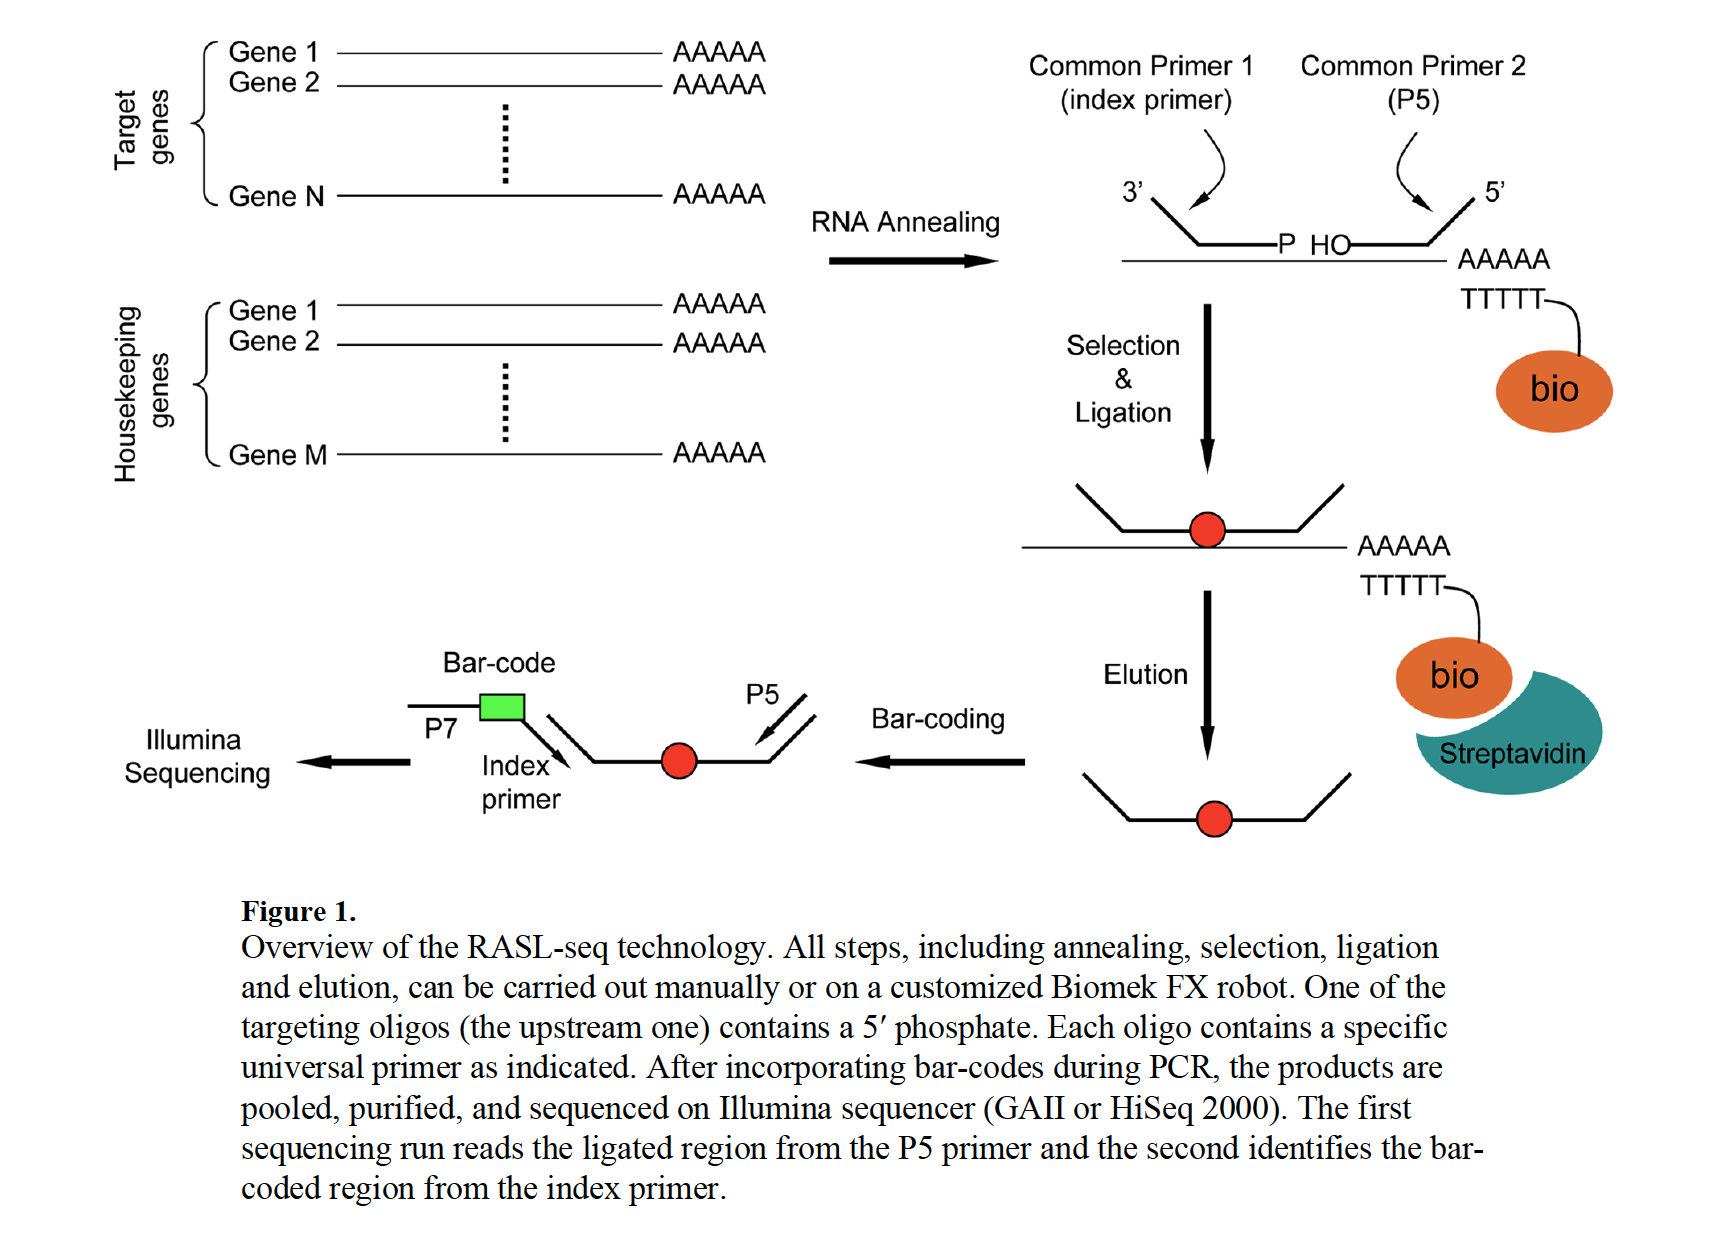 Target
genes
Gene 1
AAAAA
Gene 2
AAAAA
Gene N
AAAAA
Housekeeping
genes
Gene 1
AAAAA
Gene 2
AAAAA
Gene M
AAAAA
RNA Annealing
Common Primer 1
(index primer)
Common Primer 2
(P5)
3’
5’
P HO
AAAAA
TTTTT
bio
Selection
&
Ligation
AAAAA
TTTTT
bio
Streptavidin
Elution
Bar-coding
P5
Bar-code
P7
Index
primer
Illumina
Sequencing
Figure 1.
Overview of the RASL-seq technology. All steps, including annealing, selection, ligation
and elution, can be carried out manually or on a customized Biomek FX robot. One of the
targeting oligos (the upstream one) contains a 5′ phosphate. Each oligo contains a specific
universal primer as indicated. After incorporating bar-codes during PCR, the products are
pooled, purified, and sequenced on Illumina sequencer (GAII or HiSeq 2000). The first
sequencing run reads the ligated region from the P5 primer and the second identifies the bar-
coded region from the index primer.